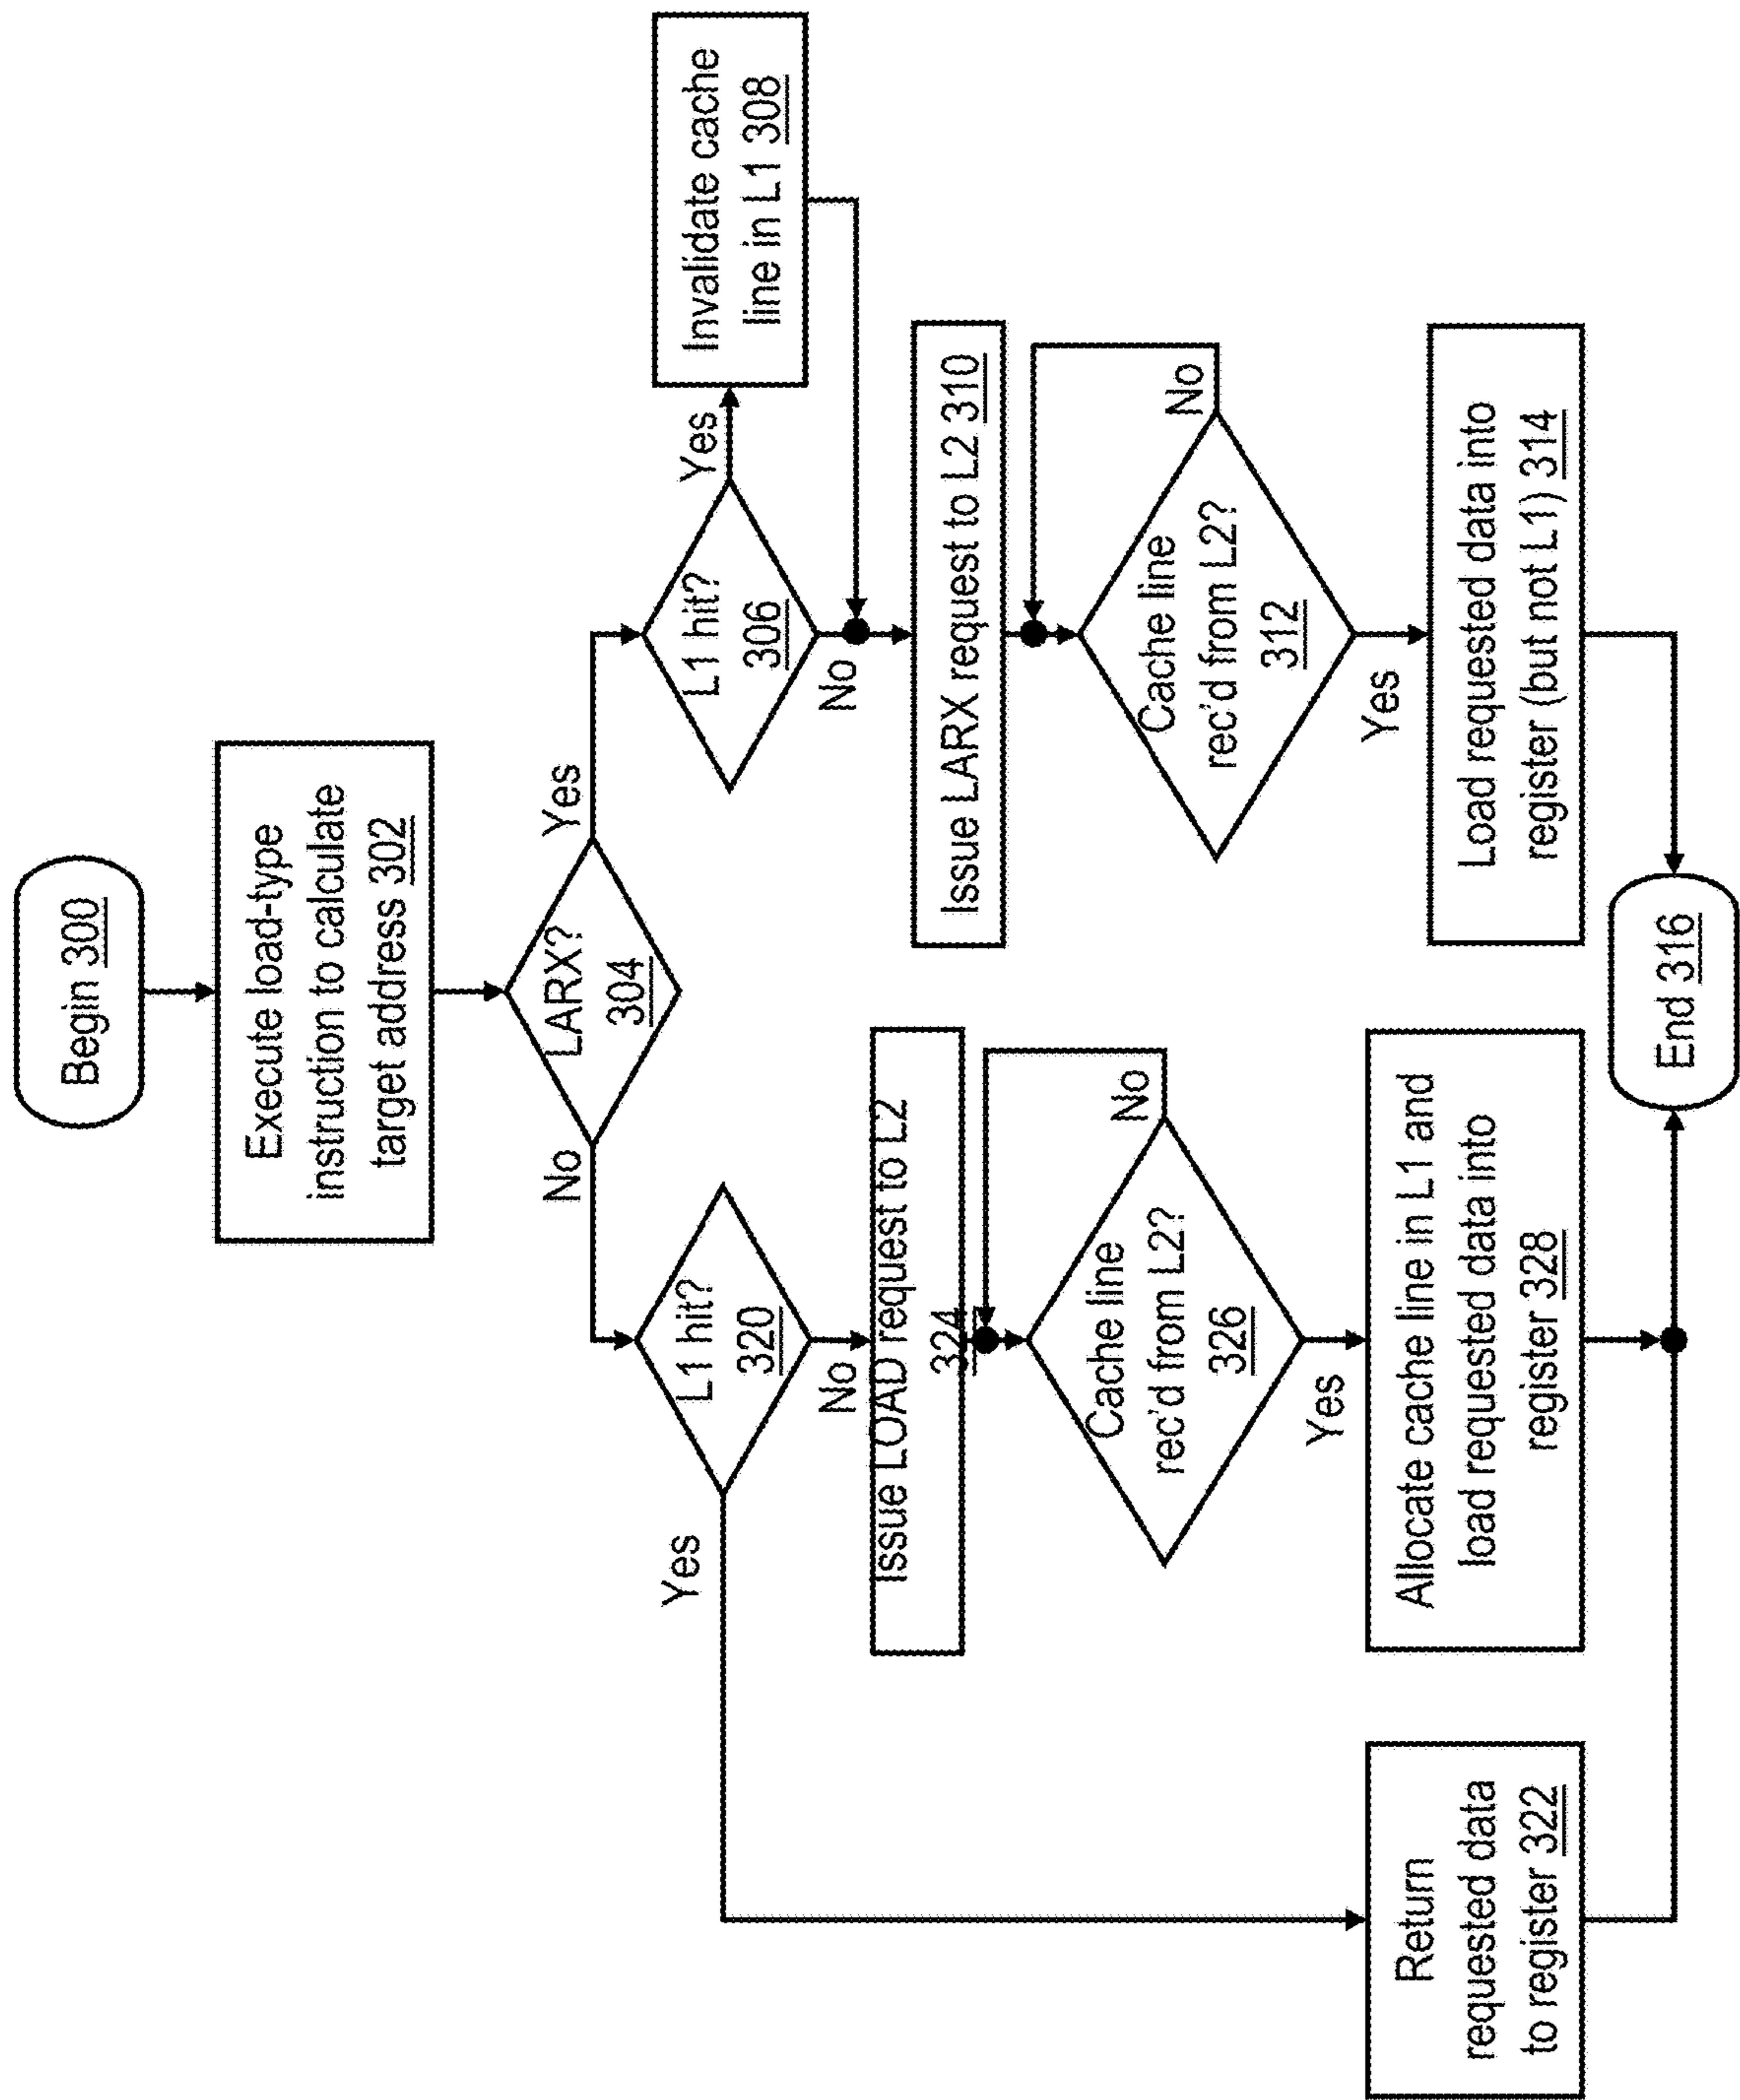 Begin 300
Execute load-type
instruction to calculate
target address 302
LARX?
304
No
Yes
L1 hit?
320
Yes
No
Issue LOAD request to L2
324
Cache line
rec'd from L2?
326
No
Yes
Allocate cache line in L1 and
load requested data into
register 328
Return
requested data
to register 322
L1 hit?
306
Yes
No
Invalidate cache
line in L1 308
Issue LARX request to L2 310
Cache line
rec'd from L2?
312
No
Yes
Load requested data into
register (but not L1) 314
End 316